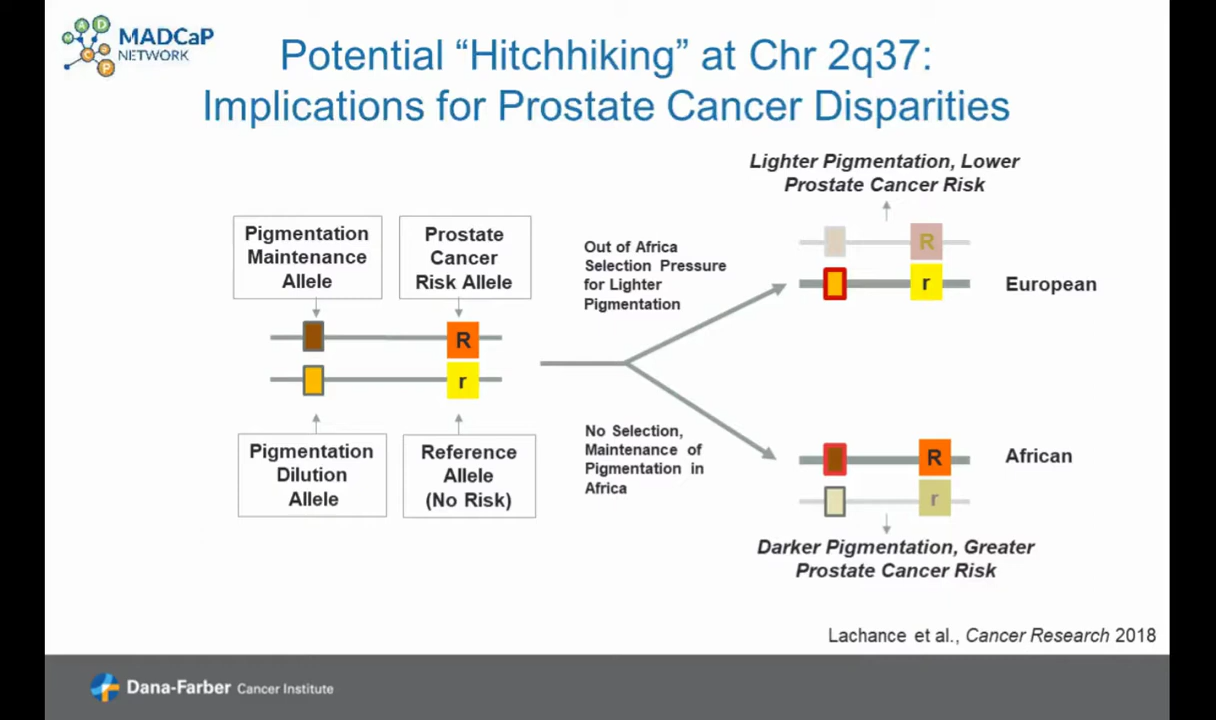 MADCaP
NETWORK
M A D C a P
Potential “Hitchhiking” at Chr 2q37:
Implications for Prostate Cancer Disparities
Pigmentation
Maintenance
Allele
Prostate
Cancer
Risk Allele
R
r
Pigmentation
Dilution
Allele
Reference
Allele
(No Risk)
Out of Africa
Selection Pressure
for Lighter
Pigmentation
No Selection,
Maintenance of
Pigmentation in
Africa
Lighter Pigmentation, Lower
Prostate Cancer Risk
R
r
European
R
African
r
Darker Pigmentation, Greater
Prostate Cancer Risk
Lachance et al., Cancer Research 2018
Dana-Farber Cancer Institute